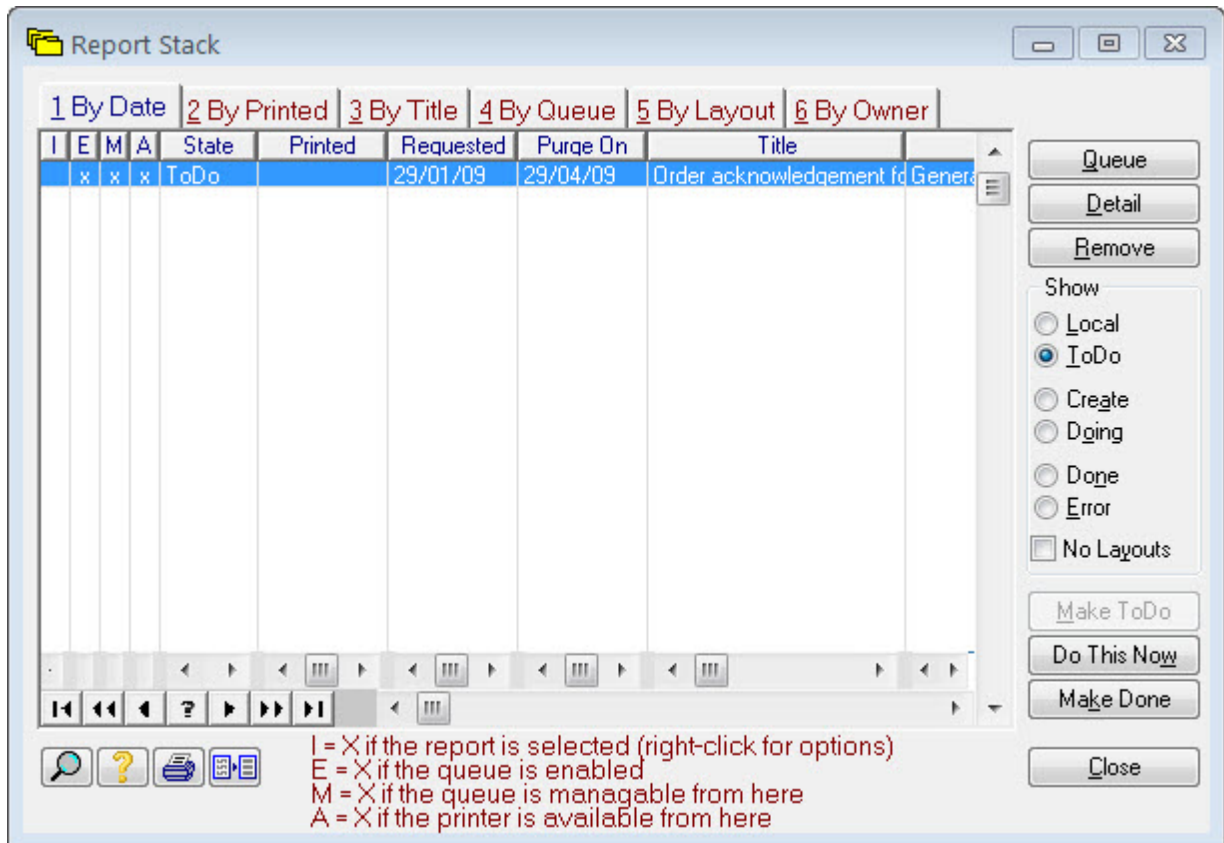 Report Stack
1 By Date 2 By Printed 3 By Title 4 By Queue 5 By Layout 6 By Owner
I E M A State Printed Requested Purge On Title
x x x ToDo 29/01/09 29/04/09 Order acknowledgement fo Genera
Queue
Detail
Remove
Show
Local
ToDo
Create
Doing
Done
Error
No Layouts
Make ToDo
Do This Now
Make Done
Close
?
?
I = X if the report is selected (right-click for options)
E = X if the queue is enabled
M = X if the queue is managable from here
A = X if the printer is available from here